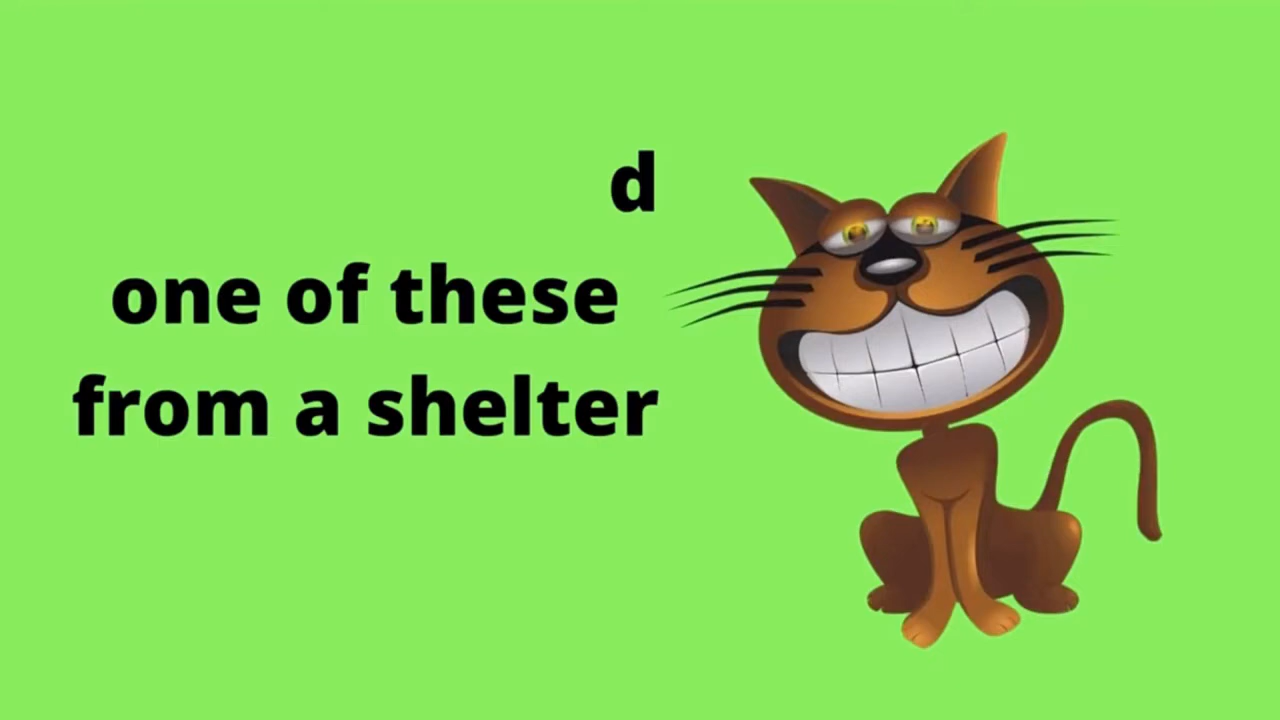 d
one of these
from a shelter